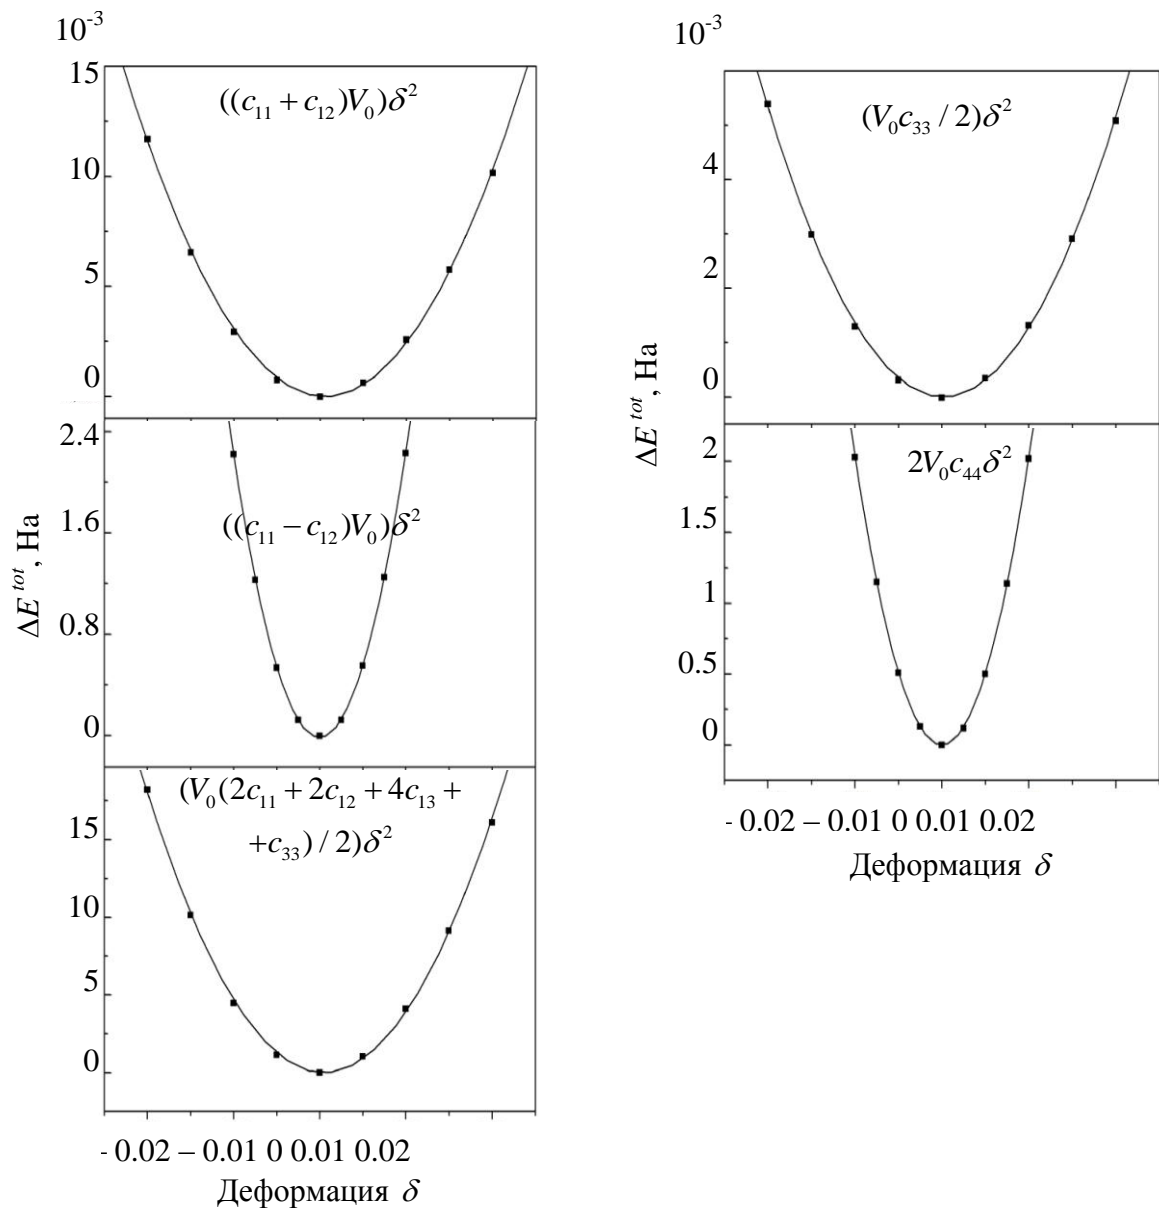 10⁻³
15
10
5
0
((c₁₁ + c₁₂)V₀)δ²
2.4
1.6
0.8
0
((c₁₁ − c₁₂)V₀)δ²
ΔE^tot, Ha
15
10
5
0
(V₀(2c₁₁ + 2c₁₂ + 4c₁₃ +
+c₃₃) / 2)δ²
- 0.02 – 0.01 0 0.01 0.02
Деформация δ
10⁻³
4
2
0
(V₀c₃₃ / 2)δ²
ΔE^tot, Ha
2
1.5
1
0.5
0
2V₀c₄₄δ²
- 0.02 – 0.01 0 0.01 0.02
Деформация δ